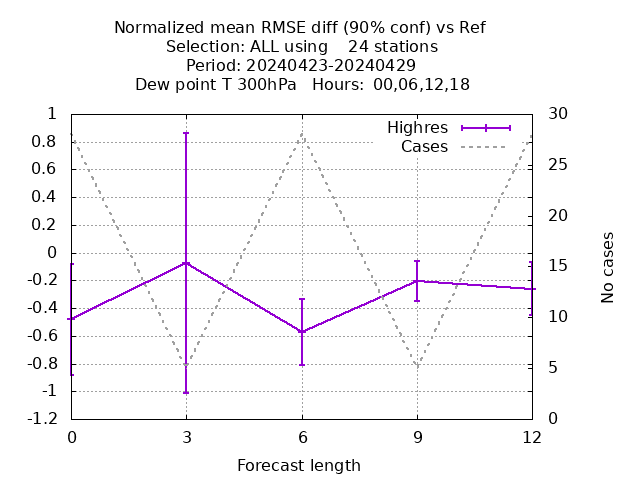 Normalized mean RMSE diff (90% conf) vs Ref
Selection: ALL using    24 stations
Period: 20240423-20240429
Dew point T 300hPa   Hours: 00,06,12,18
Highres
Cases
1
0.8
0.6
0.4
0.2
0
-0.2
-0.4
-0.6
-0.8
-1
-1.2
30
25
20
15
10
5
0
No cases
0 3 6 9 12
Forecast length